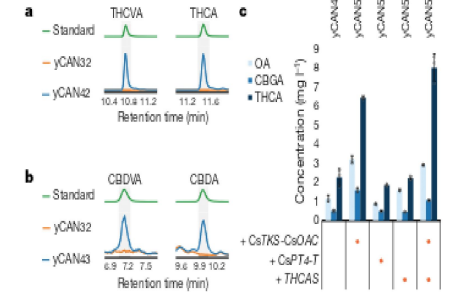 a
THCVA
THCA
Standard
yCAN32
yCAN42
10.4 10.8 11.2
11.2 11.6
Retention time (min)
b
CBDVA
CBDA
Standard
yCAN32
yCAN43
6.9 7.2 7.5
9.6 9.9 10.2
Retention time (min)
c
OA
CBGA
THCA
Concentration (mg l⁻¹)
9
8
7
6
5
4
3
2
1
0
+ CsTKS-CsOAC
+ CsPT4-T
+ THCAS